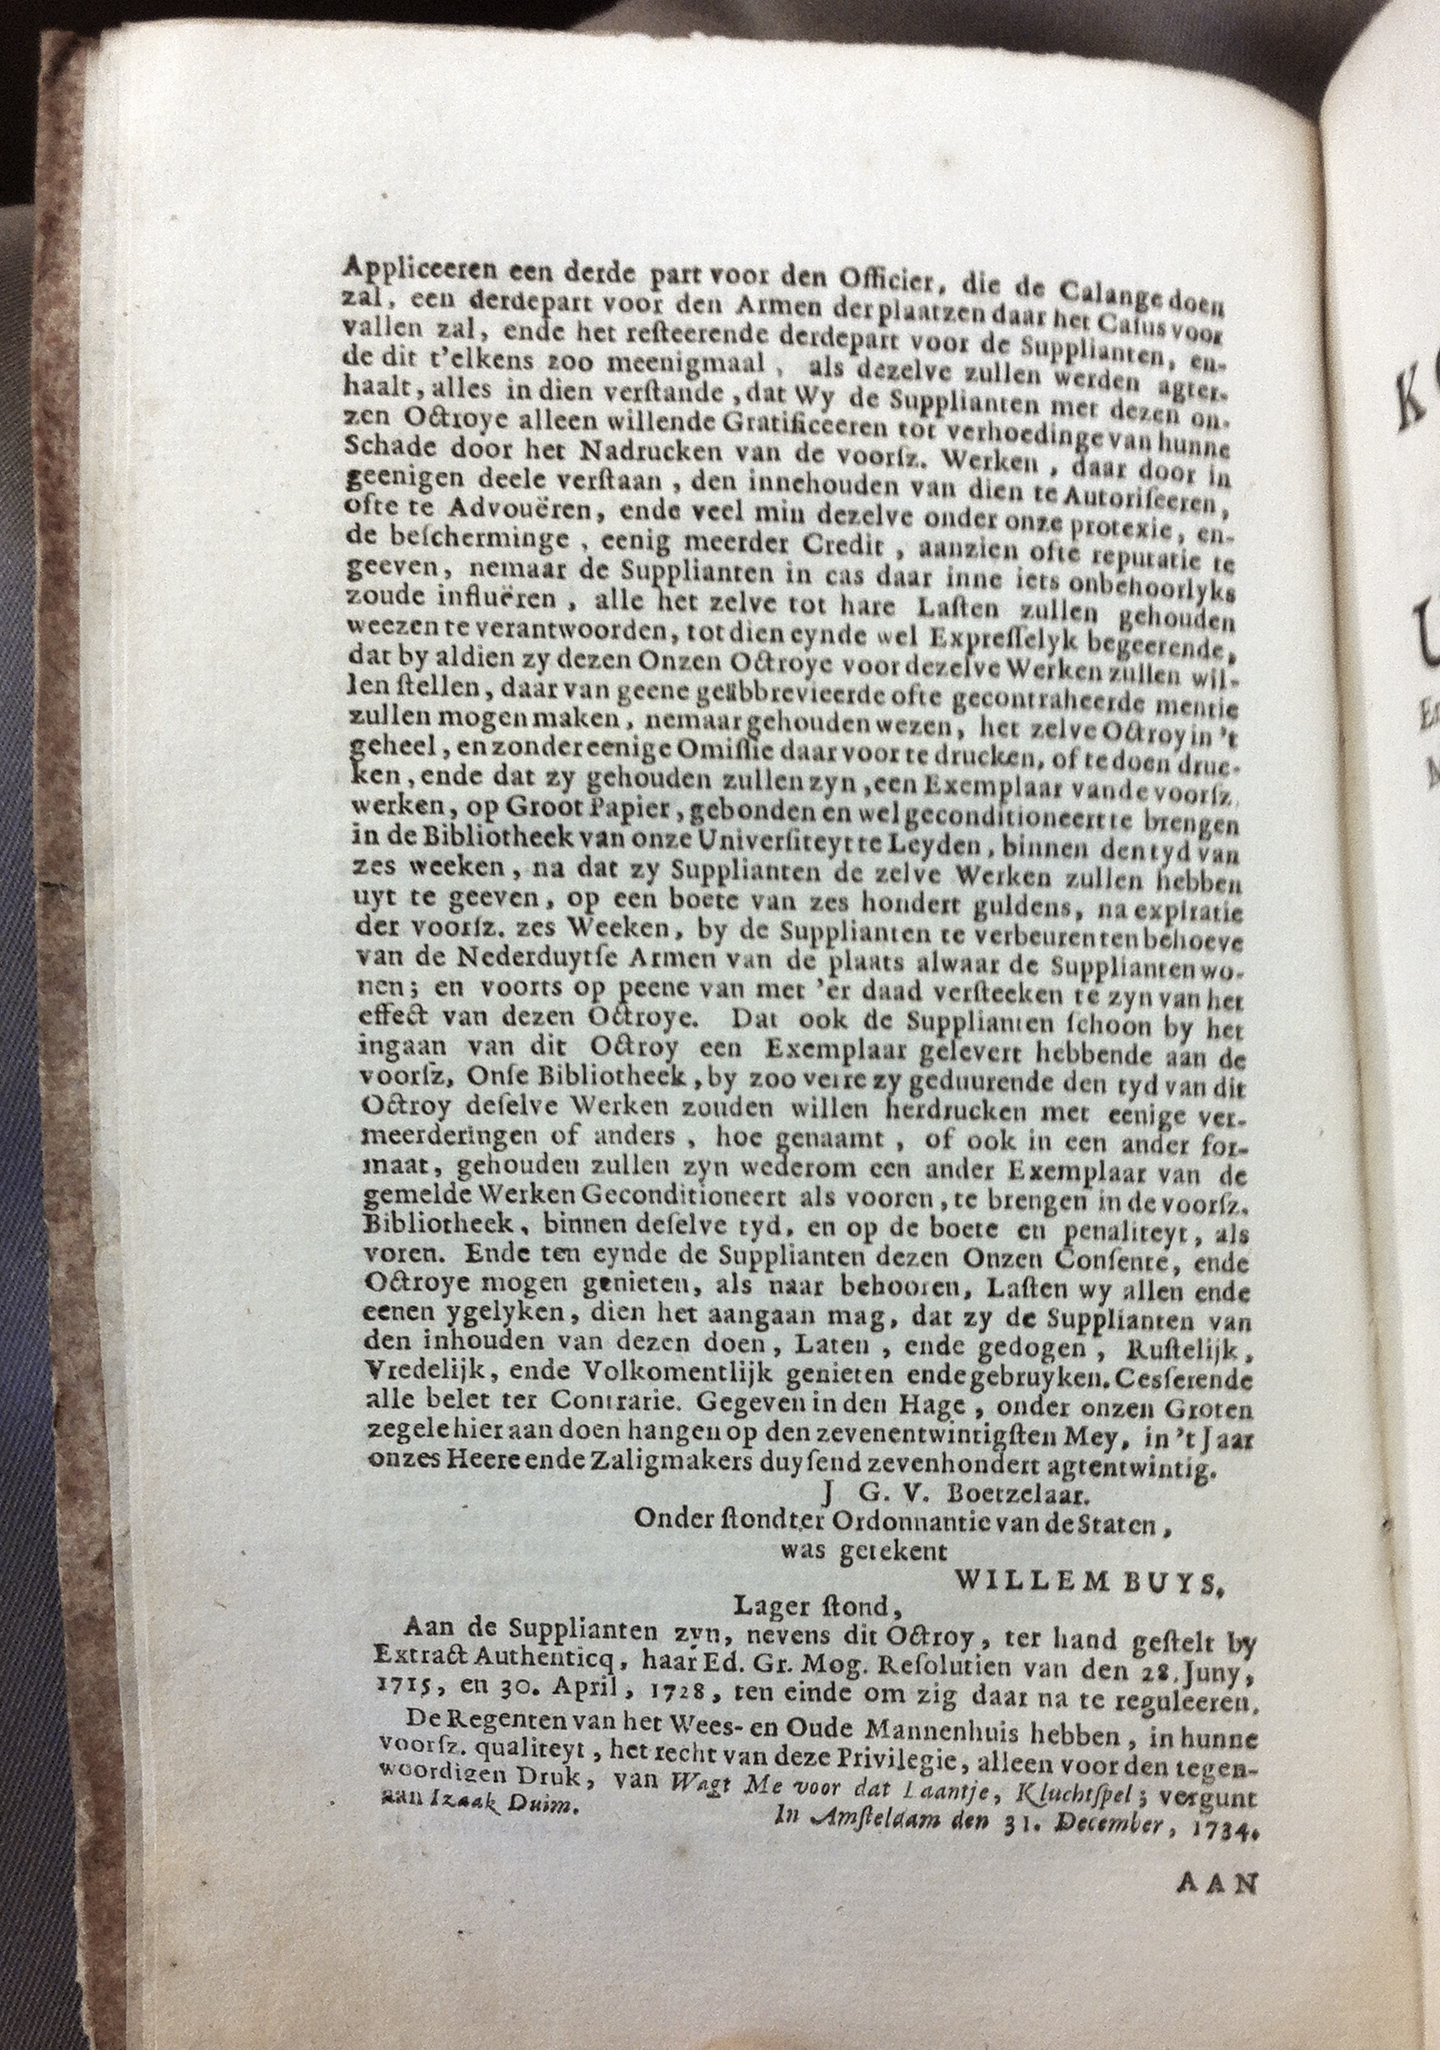 Appliceeren een derde part voor den Officier, die de Calange doen
zal, een derdepart voor den Armen der plaatzen daar het Caſus voor
vallen zal, ende het reſteerende derdepart voor de Supplianten, en-
de dit t'elkens zoo meenigmaal, als dezelve zullen werden agter-
haalt, alles in dien verſtande, dat Wy de Supplianten met dezen on-
zen Octroye alleen willende Gratificeeren tot verhoedinge van hunne
Schade door het Nadrucken van de voorſz. Werken, daar door in
geenigen deele verſtaan, den innehouden van dien te Autoriſeeren,
ofte te Advouëren, ende veel min dezelve onder onze protexie, en-
de beſcherminge, eenig meerder Credit, aanzien ofte reputatie te
geeven, nemaar de Supplianten in cas daar inne iets onbehoorlyks
zoude influëren, alle het zelve tot hare Laſten zullen gehouden
weezen te verantwoorden, tot dien eynde wel Expreſſelyk begeerende,
dat by aldien zy dezen Onzen Octroye voor dezelve Werken zullen wil-
len ſtellen, daar van geene geäbbrevieerde ofte gecontraheerde mentie
zullen mogen maken, nemaar gehouden wezen, het zelve Octroy in 't
geheel, en zonder eenige Omiſſie daar voor te drucken, of te doen druc-
ken, ende dat zy gehouden zullen zyn, een Exemplaar van de voorſz.
werken, op Groot Papier, gebonden en wel geconditioneert te brengen
in de Bibliotheek van onze Univerſiteyt te Leyden, binnen den tyd van
zes weeken, na dat zy Supplianten de zelve Werken zullen hebben
uyt te geeven, op een boete van zes hondert guldens, na expiratie
der voorſz. zes Weeken, by de Supplianten te verbeuren ten behoeve
van de Nederduytſe Armen van de plaats alwaar de Supplianten wo-
nen; en voorts op peene van met 'er daad verſteeken te zyn van het
effect van dezen Octroye. Dat ook de Supplianten ſchoon by het
ingaan van dit Octroy een Exemplaar gelevert hebbende aan de
voorſz, Onſe Bibliotheek, by zoo verre zy geduurende den tyd van dit
Octroy deſelve Werken zouden willen herdrucken met eenige ver-
meerderingen of anders, hoe genaamt, of ook in een ander for-
maat, gehouden zullen zyn wederom een ander Exemplaar van de
gemelde Werken Geconditioneert als vooren, te brengen in de voorſz.
Bibliotheek, binnen deſelve tyd, en op de boete en penaliteyt, als
voren. Ende ten eynde de Supplianten dezen Onzen Conſente, ende
Octroye mogen genieten, als naar behooren, Laſten wy allen ende
eenen ygelyken, dien het aangaan mag, dat zy de Supplianten van
den inhouden van dezen doen, Laten, ende gedogen, Ruſtelijk,
Vredelijk, ende Volkomentlijk genieten ende gebruyken. Cesſerende
alle belet ter Contrarie. Gegeven in den Hage, onder onzen Groten
zegele hier aan doen hangen op den zevenentwintigſten Mey, in 't Jaar
onzes Heere ende Zaligmakers duyſend zevenhondert agtentwintig.
J G. V. Boetzelaar.
Onder ſtond ter Ordonnantie van de Staten,
was getekent
WILLEM BUYS.
Lager ſtond,
Aan de Supplianten zyn, nevens dit Octroy, ter hand geſtelt by
Extract Authenticq, haar Ed. Gr. Mog. Reſolutien van den 28. Juny,
1715, en 30. April, 1728, ten einde om zig daar na te reguleeren.
De Regenten van het Wees- en Oude Mannenhuis hebben, in hunne
voorſz. qualiteyt, het recht van deze Privilegie, alleen voor den tegen-
woordigen Druk, van Wagt Me voor dat Laantje, Kluchtſpel; vergunt
aan Izaak Duim.
In Amſteldam den 31. December, 1734.
AAN